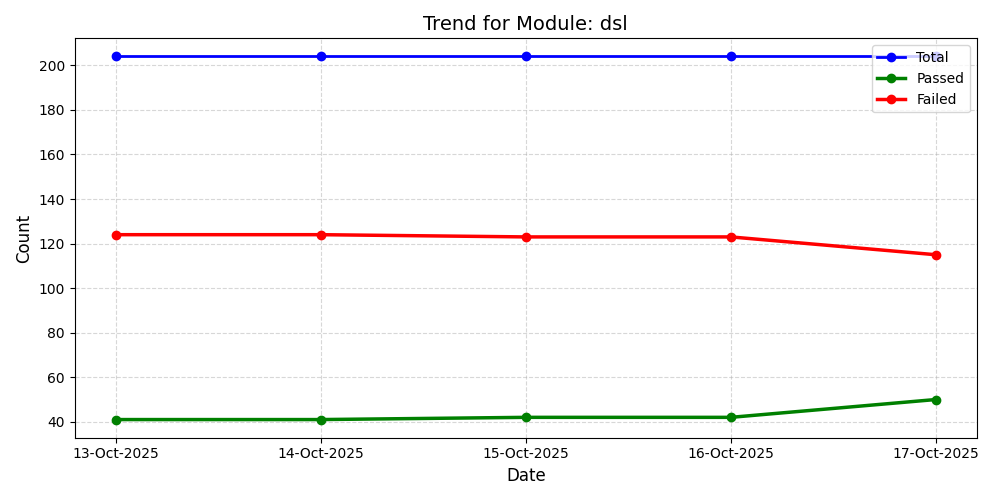 Trend for Module: dsl
Total
Passed
Failed
Count
200
180
160
140
120
100
80
60
40
13-Oct-2025 14-Oct-2025 15-Oct-2025 16-Oct-2025 17-Oct-2025
Date